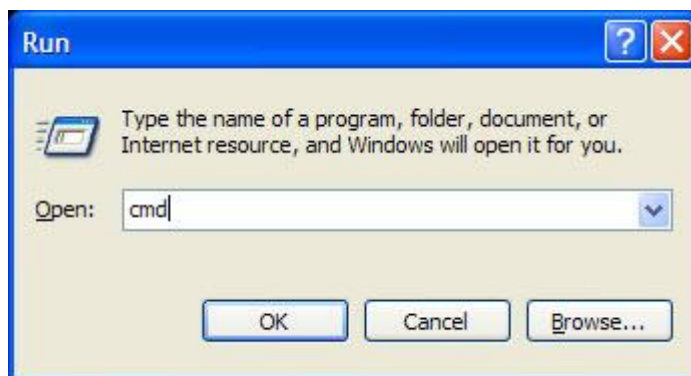 Run
Type the name of a program, folder, document, or
Internet resource, and Windows will open it for you.
Open: cmd
OK Cancel Browse...